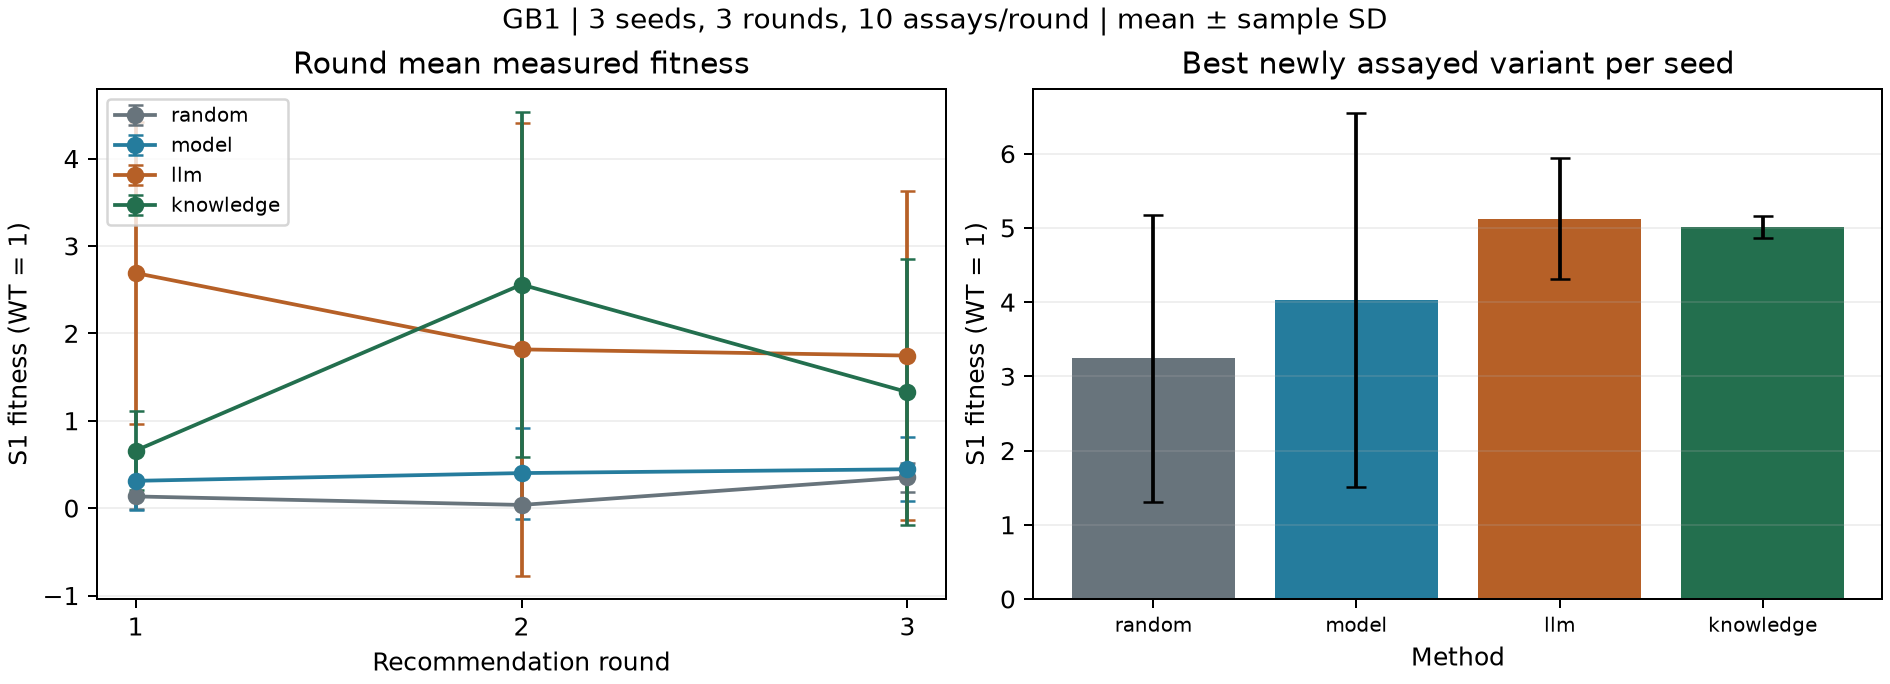 GB1 | 3 seeds, 3 rounds, 10 assays/round | mean ± sample SD
Round mean measured fitness
S1 fitness (WT = 1)
4
3
2
1
0
−1
random
model
llm
knowledge
1
2
3
Recommendation round
Best newly assayed variant per seed
S1 fitness (WT = 1)
6
5
4
3
2
1
0
random
model
llm
knowledge
Method